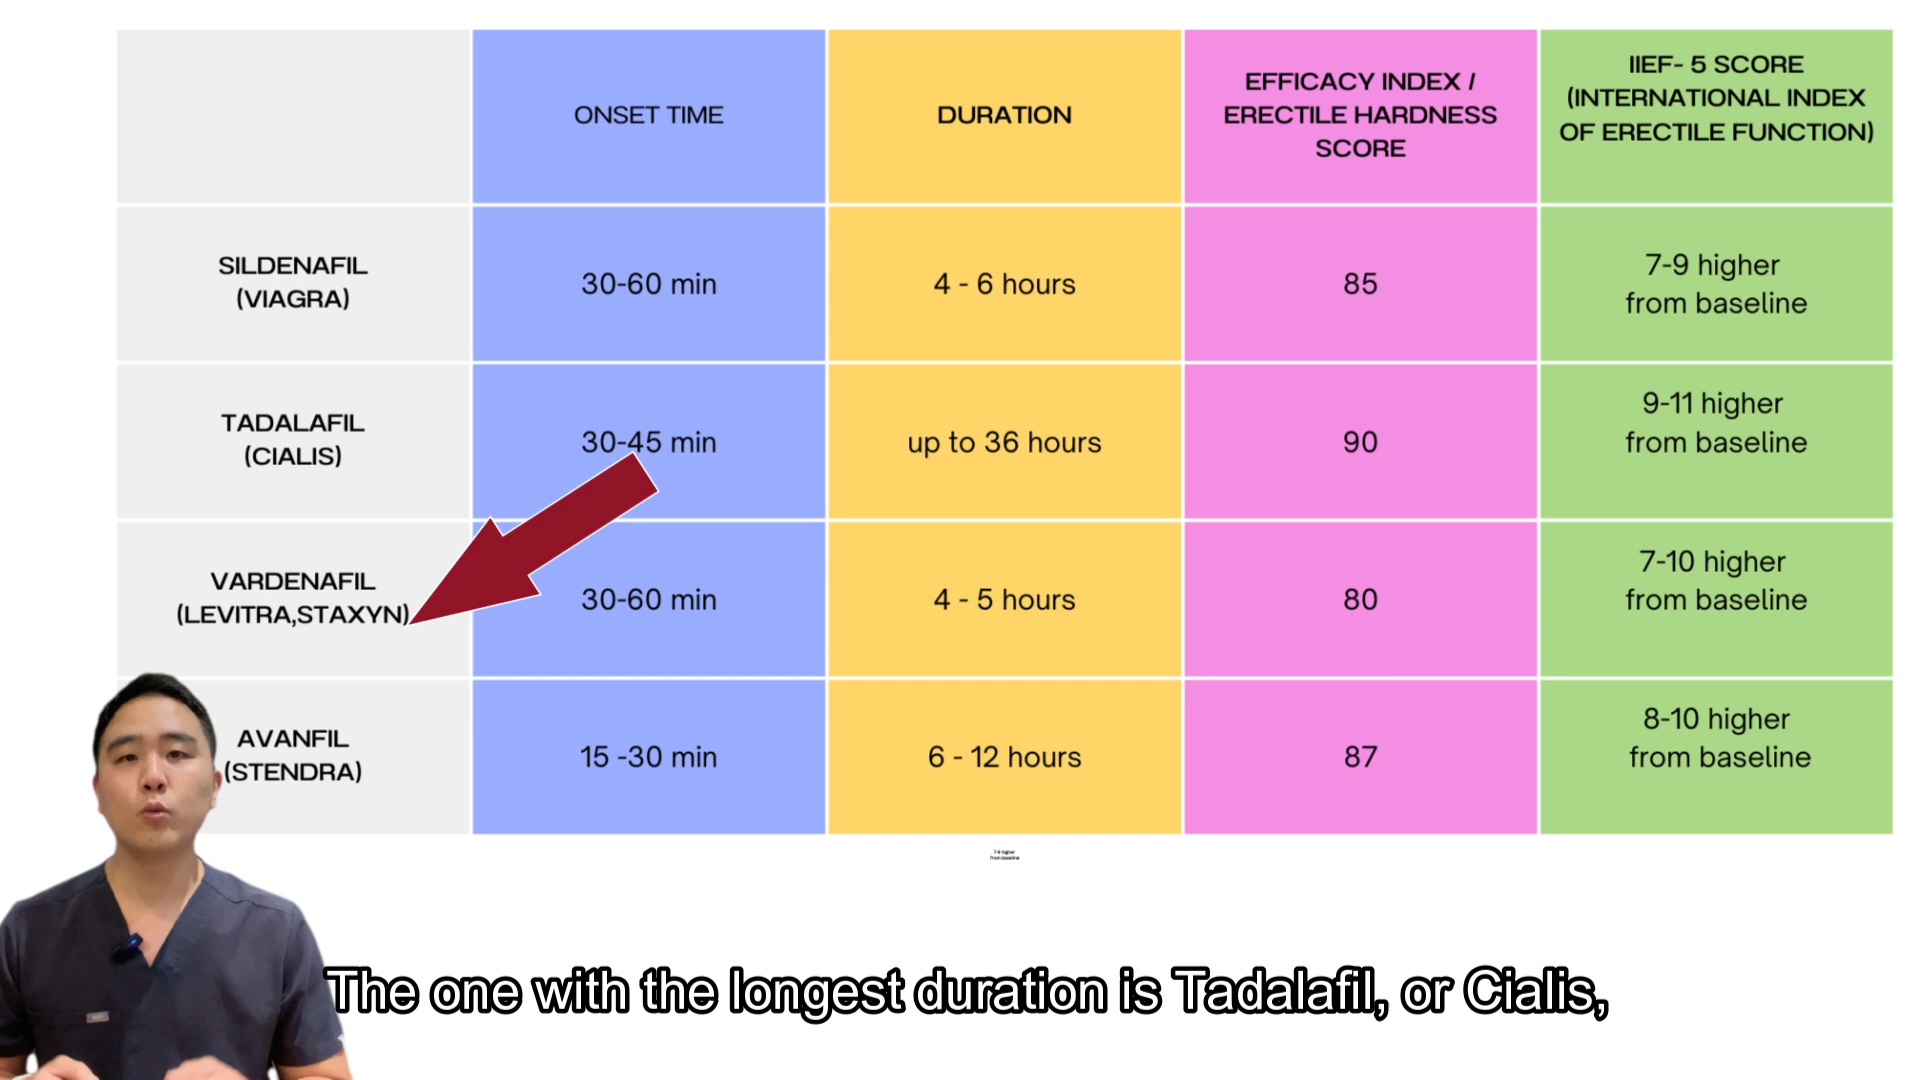 ONSET TIME
DURATION
EFFICACY INDEX /
ERECTILE HARDNESS
SCORE
IIEF- 5 SCORE
(INTERNATIONAL INDEX
OF ERECTILE FUNCTION)
SILDENAFIL
(VIAGRA)
30-60 min
4 - 6 hours
85
7-9 higher
from baseline
TADALAFIL
(CIALIS)
30-45 min
up to 36 hours
90
9-11 higher
from baseline
VARDENAFIL
(LEVITRA,STAXYN)
30-60 min
4 - 5 hours
80
7-10 higher
from baseline
AVANFIL
(STENDRA)
15 -30 min
6 - 12 hours
87
8-10 higher
from baseline
higher
from baseline
The one with the longest duration is Tadalafil, or Cialis,